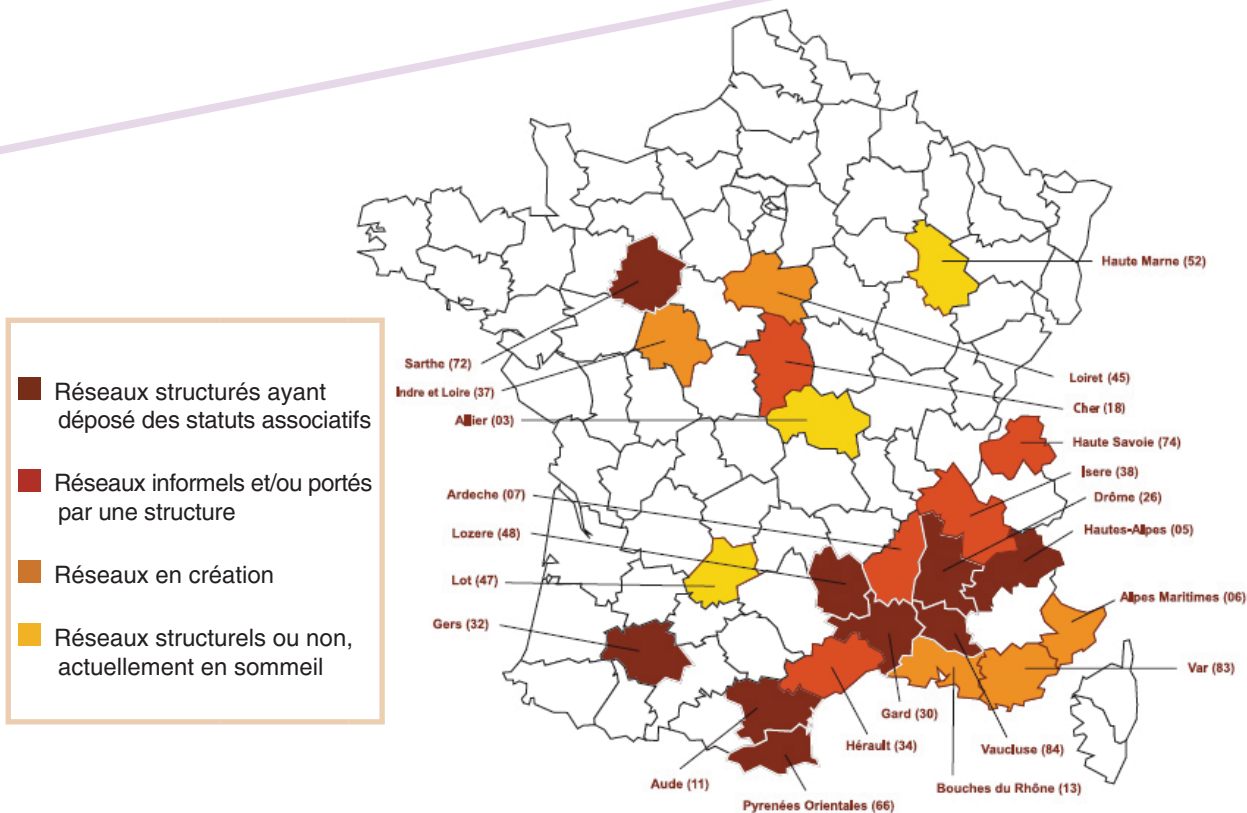 Réseaux structurés ayant
déposé des statuts associatifs
Réseaux informels et/ou portés
par une structure
Réseaux en création
Réseaux structurels ou non,
actuellement en sommeil
Haute Marne (52)
Sarthe (72)
Indre et Loire (37)
Allier (03)
Loiret (45)
Cher (18)
Haute Savoie (74)
Isere (38)
Drôme (26)
Hautes-Alpes (05)
Ardeche (07)
Lozere (48)
Lot (47)
Gers (32)
Alpes Maritimes (06)
Var (83)
Gard (30)
Hérault (34)
Vaucluse (84)
Aude (11)
Bouches du Rhône (13)
Pyrenées Orientales (66)